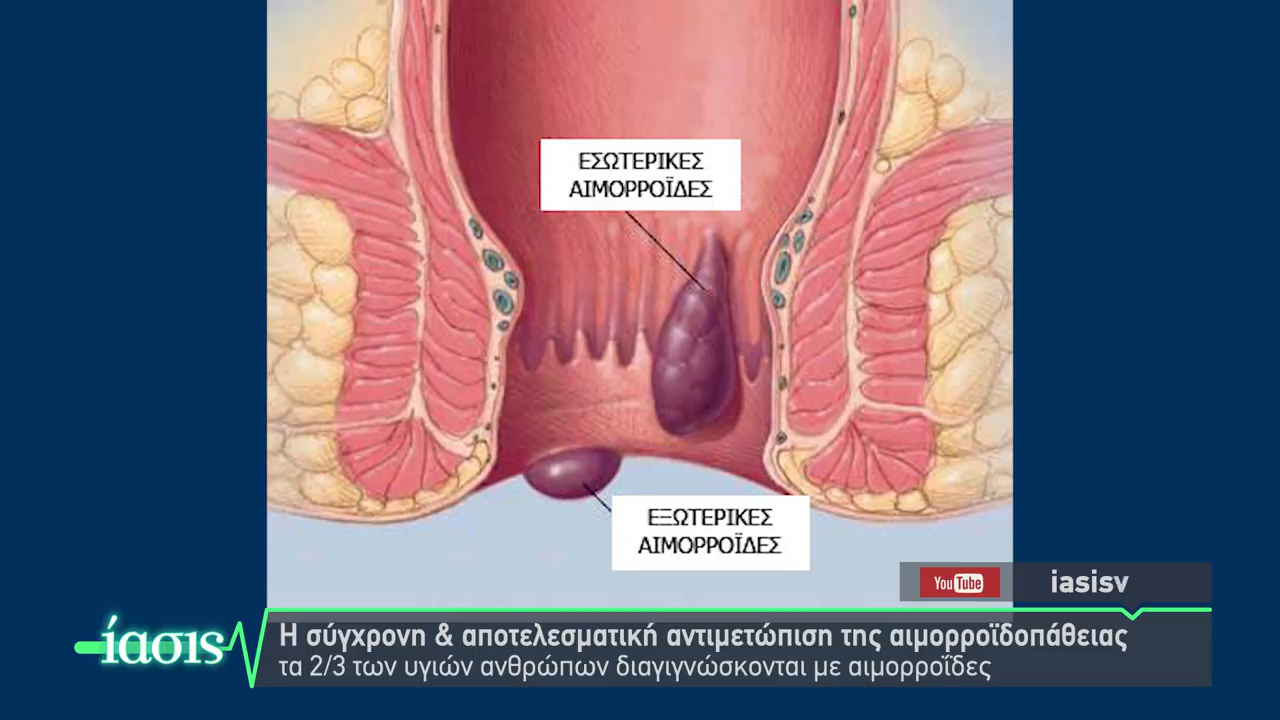 ΕΣΩΤΕΡΙΚΕΣ
ΑΙΜΟΡΡΟΪΔΕΣ
ΕΞΩΤΕΡΙΚΕΣ
ΑΙΜΟΡΡΟΪΔΕΣ
YouTube iasisv
ίασις
Η σύγχρονη & αποτελεσματική αντιμετώπιση της αιμορροϊδοπάθειας
τα 2/3 των υγιών ανθρώπων διαγιγνώσκονται με αιμορροΐδες